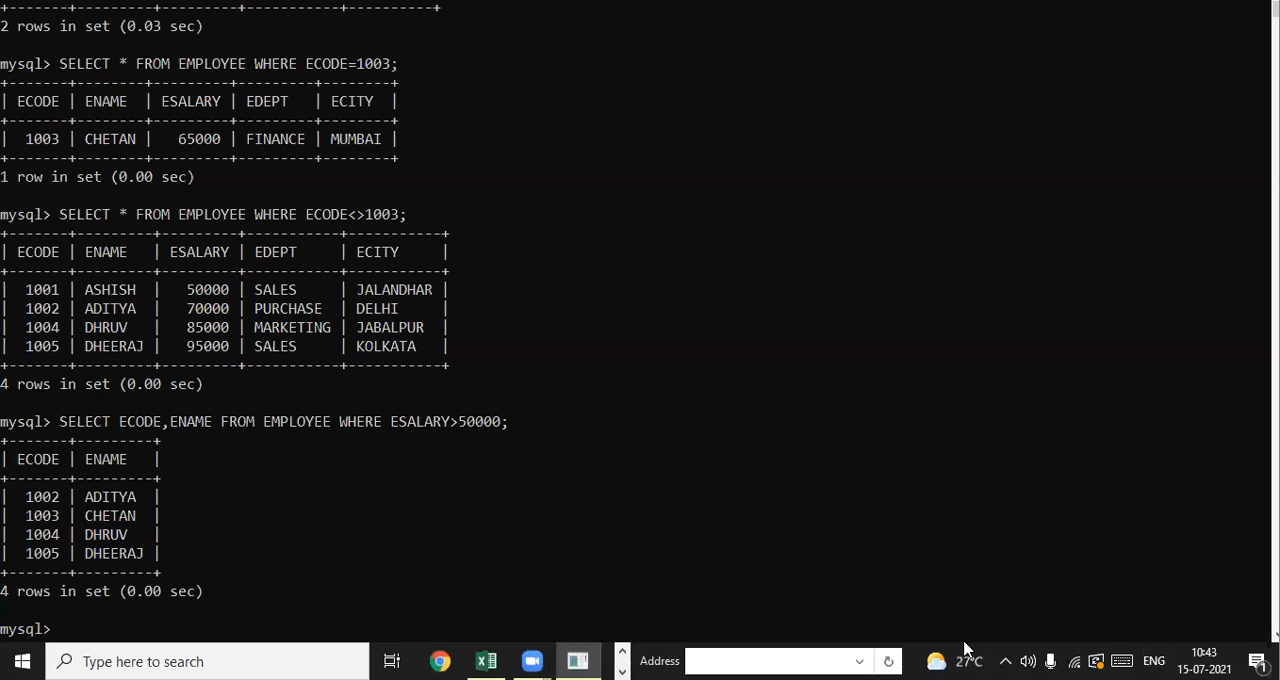 +-------+---------+----------+-----------+----------+
2 rows in set (0.03 sec)
mysql> SELECT * FROM EMPLOYEE WHERE ECODE=1003;
+-------+--------+---------+---------+--------+
| ECODE | ENAME  | ESALARY | EDEPT   | ECITY  |
+-------+--------+---------+---------+--------+
|  1003 | CHETAN |   65000 | FINANCE | MUMBAI |
+-------+--------+---------+---------+--------+
1 row in set (0.00 sec)
mysql> SELECT * FROM EMPLOYEE WHERE ECODE<>1003;
+-------+---------+---------+-----------+-----------+
| ECODE | ENAME   | ESALARY | EDEPT     | ECITY     |
+-------+---------+---------+-----------+-----------+
|  1001 | ASHISH  |   50000 | SALES     | JALANDHAR |
|  1002 | ADITYA  |   70000 | PURCHASE  | DELHI     |
|  1004 | DHRUV   |   85000 | MARKETING | JABALPUR  |
|  1005 | DHEERAJ |   95000 | SALES     | KOLKATA   |
+-------+---------+---------+-----------+-----------+
4 rows in set (0.00 sec)
mysql> SELECT ECODE,ENAME FROM EMPLOYEE WHERE ESALARY>50000;
+-------+---------+
| ECODE | ENAME   |
+-------+---------+
|  1002 | ADITYA  |
|  1003 | CHETAN  |
|  1004 | DHRUV   |
|  1005 | DHEERAJ |
+-------+---------+
4 rows in set (0.00 sec)
mysql>
Type here to search
Address
27°C
ENG
10:43
15-07-2021
1